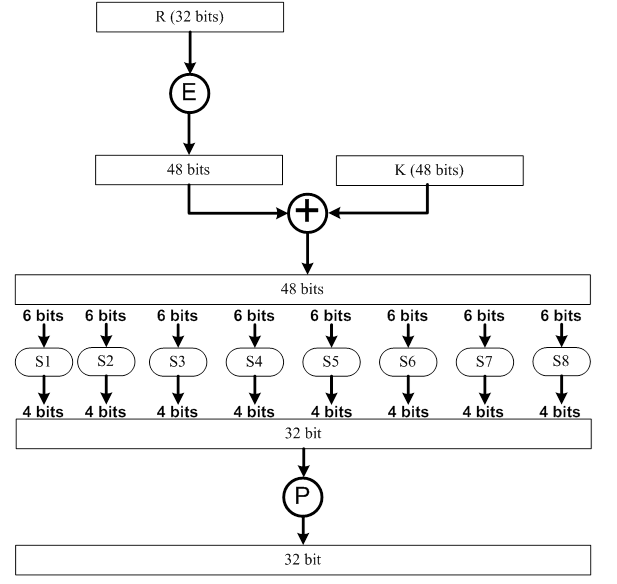 R (32 bits)
E
48 bits
K (48 bits)
+
48 bits
6 bits 6 bits 6 bits 6 bits 6 bits 6 bits 6 bits 6 bits
S1 S2 S3 S4 S5 S6 S7 S8
4 bits 4 bits 4 bits 4 bits 4 bits 4 bits 4 bits 4 bits
32 bit
P
32 bit